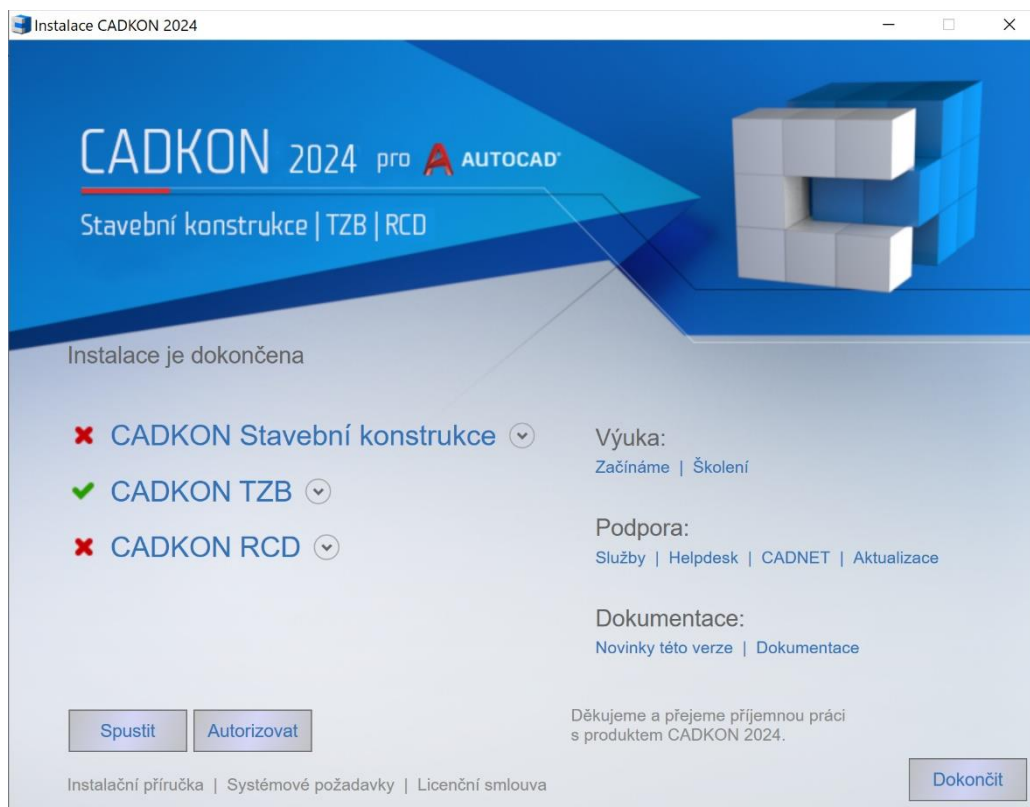 Instalace CADKON 2024
CADKON 2024 pro AUTOCAD®
Stavební konstrukce | TZB | RCD
Instalace je dokončena
CADKON Stavební konstrukce
CADKON TZB
CADKON RCD
Výuka:
Začínáme | Školení
Podpora:
Služby | Helpdesk | CADNET | Aktualizace
Dokumentace:
Novinky této verze | Dokumentace
Spustit
Autorizovat
Děkujeme a přejeme příjemnou práci
s produktem CADKON 2024.
Instalační příručka | Systémové požadavky | Licenční smlouva
Dokončit